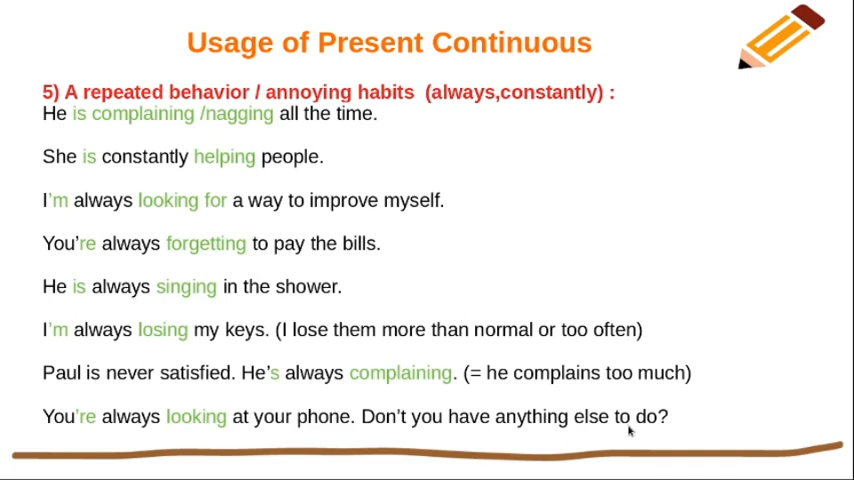 Usage of Present Continuous
5) A repeated behavior / annoying habits  (always,constantly) :
He is complaining /nagging all the time.
She is constantly helping people.
I'm always looking for a way to improve myself.
You're always forgetting to pay the bills.
He is always singing in the shower.
I'm always losing my keys. (I lose them more than normal or too often)
Paul is never satisfied. He's always complaining. (= he complains too much)
You're always looking at your phone. Don't you have anything else to do?